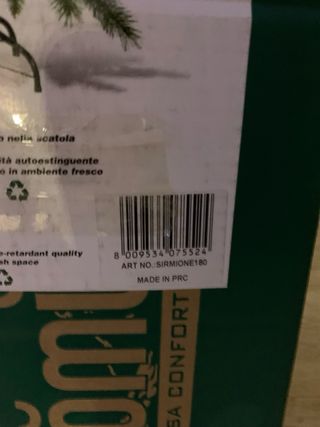 nella scatola
ità autoestinguente
o in ambiente fresco
e-retardant quality
sh space
8 009534 075524
ART NO.:SIRMIONE180
MADE IN PRC
SA CONFORT